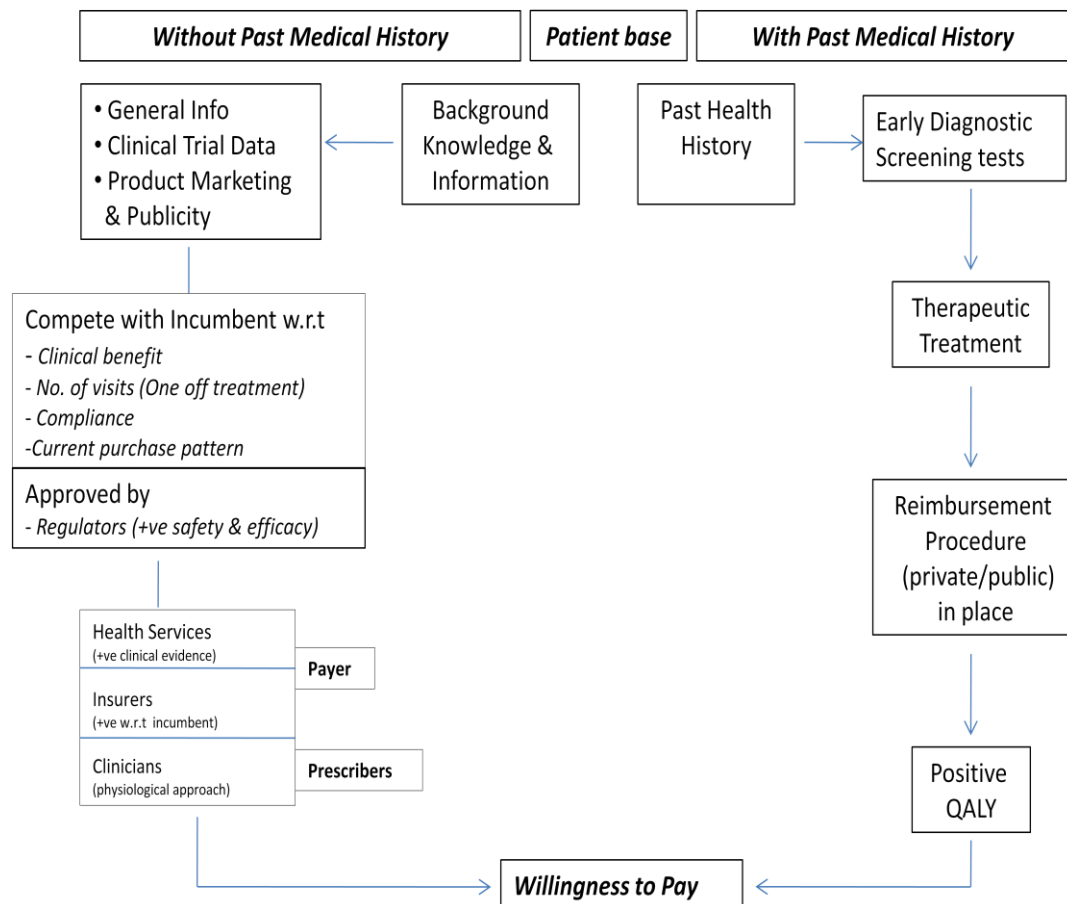 Without Past Medical History
Patient base
With Past Medical History
• General Info
• Clinical Trial Data
• Product Marketing
& Publicity
Background
Knowledge &
Information
Past Health
History
Early Diagnostic
Screening tests
Compete with Incumbent w.r.t
- Clinical benefit
- No. of visits (One off treatment)
- Compliance
-Current purchase pattern
Approved by
- Regulators (+ve safety & efficacy)
Health Services
(+ve clinical evidence)
Payer
Insurers
(+ve w.r.t incumbent)
Clinicians
(physiological approach)
Prescribers
Therapeutic
Treatment
Reimbursement
Procedure
(private/public)
in place
Positive
QALY
Willingness to Pay